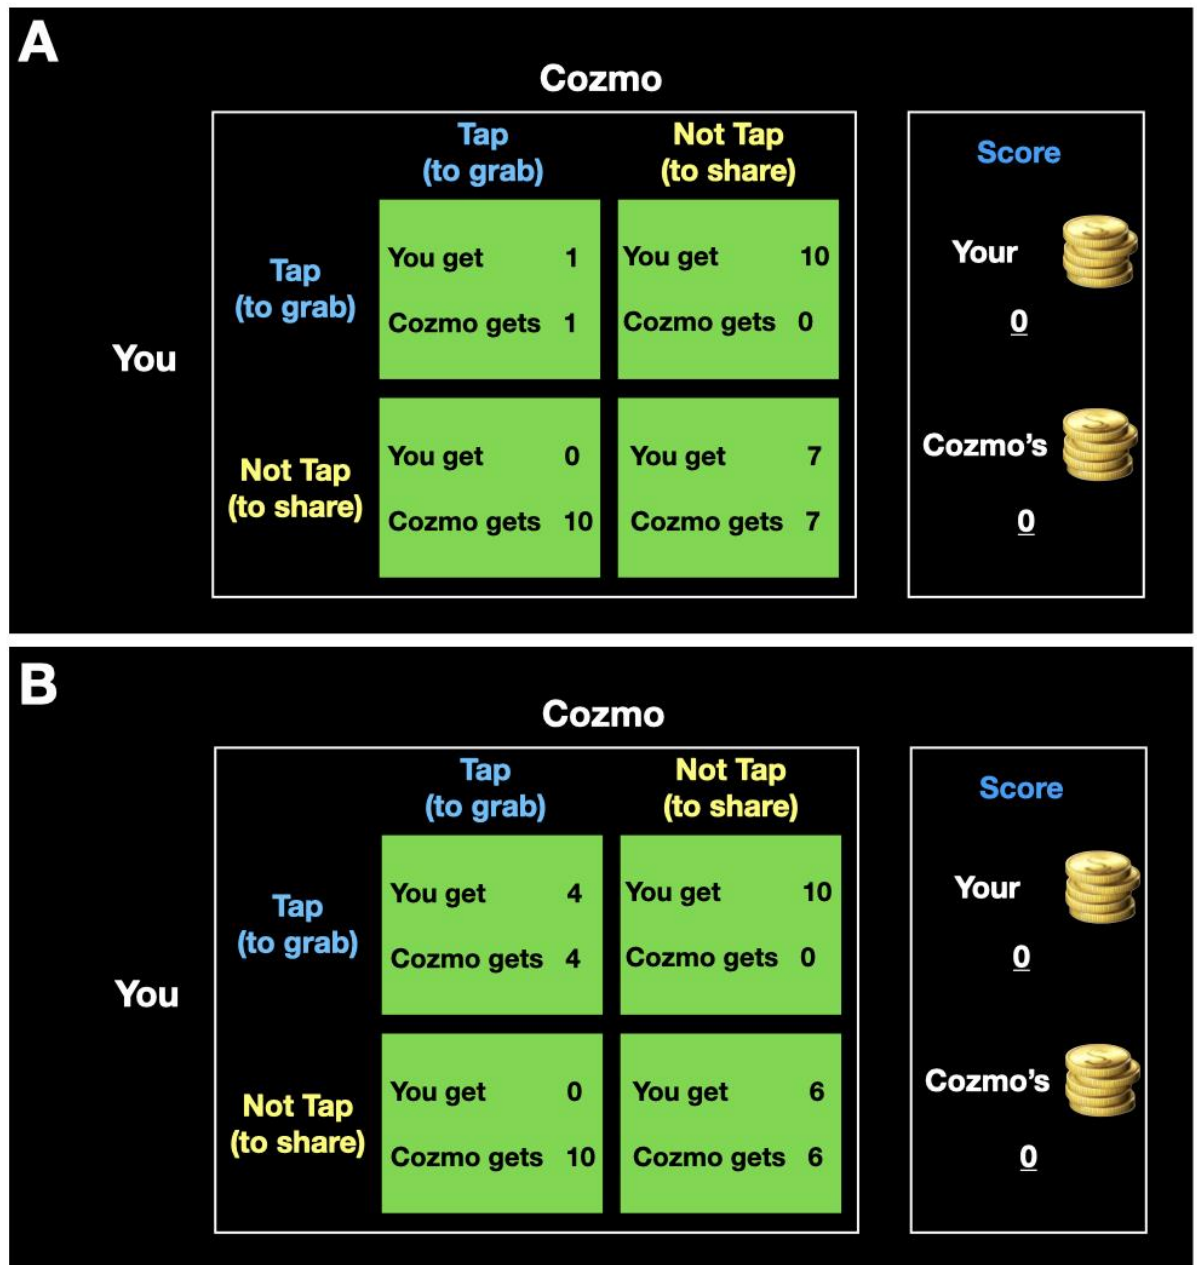 A
Cozmo
Tap
(to grab)
Not Tap
(to share)
Score
You
Tap
(to grab)
You get 1
Cozmo gets 1
You get 10
Cozmo gets 0
Not Tap
(to share)
You get 0
Cozmo gets 10
You get 7
Cozmo gets 7
Your
0
Cozmo’s
0
B
Cozmo
Tap
(to grab)
Not Tap
(to share)
Score
You
Tap
(to grab)
You get 4
Cozmo gets 4
You get 10
Cozmo gets 0
Not Tap
(to share)
You get 0
Cozmo gets 10
You get 6
Cozmo gets 6
Your
0
Cozmo’s
0